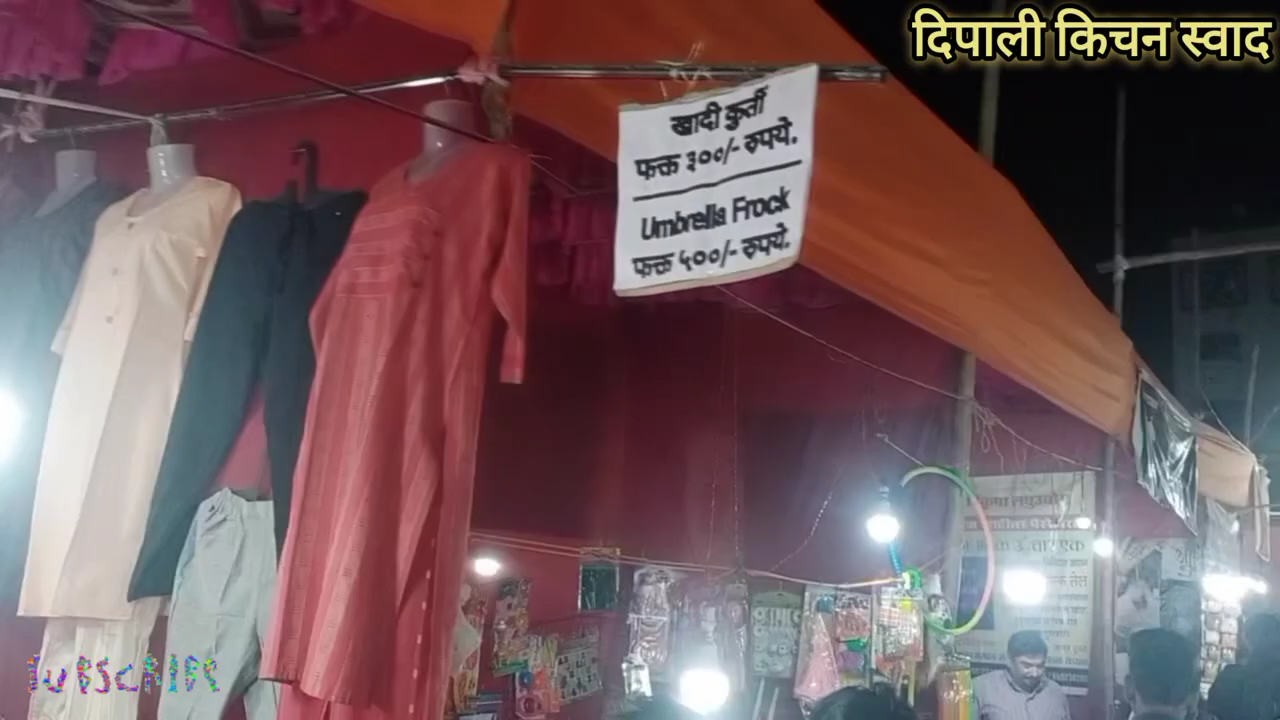 दिपाली किचन स्वाद
खादी कुर्ती
फक्त ३००/- रुपये.
Umbrella Frock
फक्त ५००/- रुपये.
SUBSCRIBE